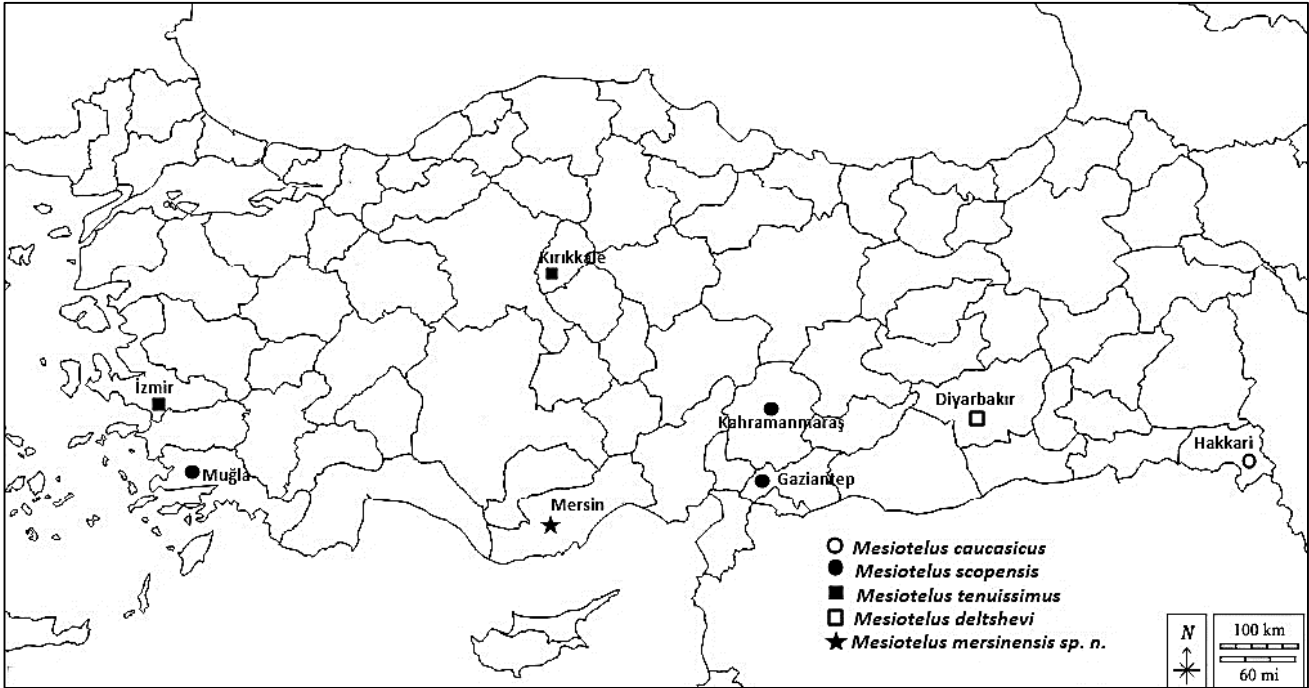 Kırıkkale
İzmir
Diyarbakır
Kahramanmaraş
Hakkari
Muğla
Gaziantep
Mersin
Mesiotelus caucasicus
Mesiotelus scopensis
Mesiotelus tenuissimus
Mesiotelus deltshevi
Mesiotelus mersinensis sp. n.
N
100 km
60 mi